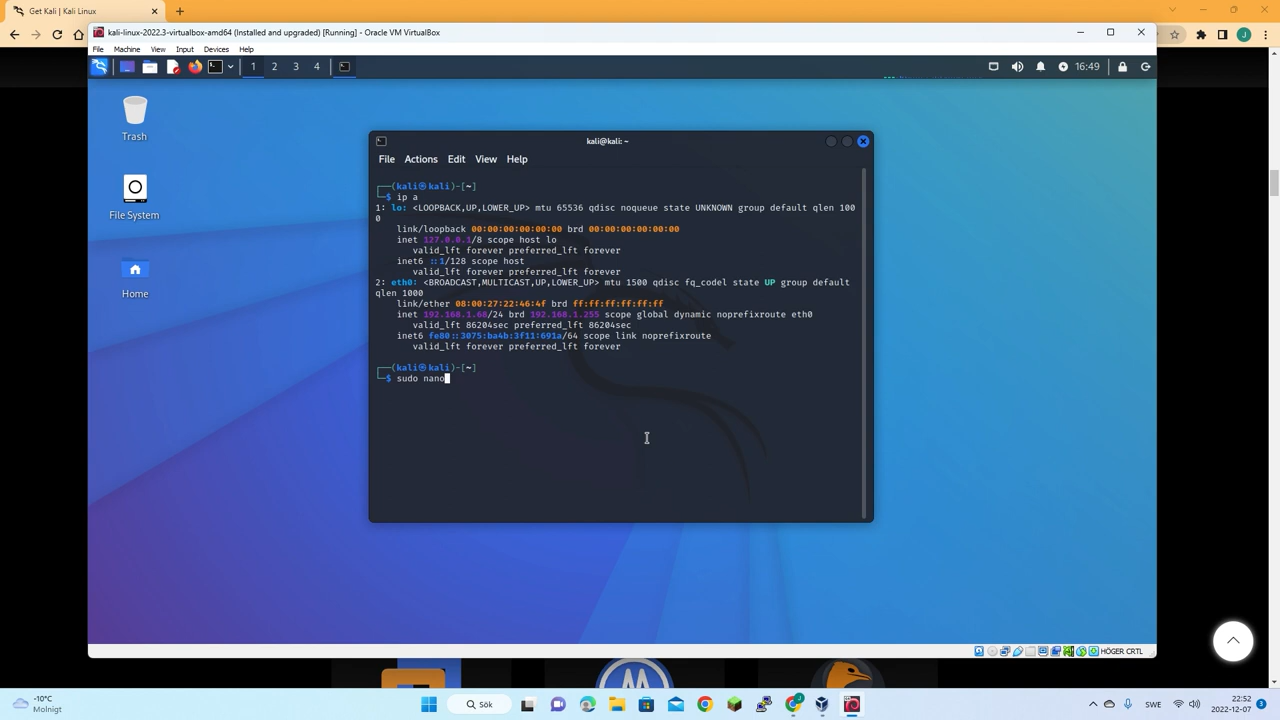 Get Kali | Kali Linux
kali-linux-2022.3-virtualbox-amd64 (Installed and upgraded) [Running] - Oracle VM VirtualBox
File Machine View Input Devices Help
1 2 3 4
16:49
Trash
File System
Home
kali@kali: ~
File Actions Edit View Help
┌──(kali㉿kali)-[~]
└─$ ip a
1: lo: <LOOPBACK,UP,LOWER_UP> mtu 65536 qdisc noqueue state UNKNOWN group default qlen 100
0
link/loopback 00:00:00:00:00:00 brd 00:00:00:00:00:00
inet 127.0.0.1/8 scope host lo
valid_lft forever preferred_lft forever
inet6 ::1/128 scope host
valid_lft forever preferred_lft forever
2: eth0: <BROADCAST,MULTICAST,UP,LOWER_UP> mtu 1500 qdisc fq_codel state UP group default
qlen 1000
link/ether 08:00:27:22:46:4f brd ff:ff:ff:ff:ff:ff
inet 192.168.1.68/24 brd 192.168.1.255 scope global dynamic noprefixroute eth0
valid_lft 86204sec preferred_lft 86204sec
inet6 fe80::3075:ba4b:3f11:691a/64 scope link noprefixroute
valid_lft forever preferred_lft forever
┌──(kali㉿kali)-[~]
└─$ sudo nano
HÖGER CRTL
-10°C
Molnigt
Sök
SWE
22:52
2022-12-07
3
J